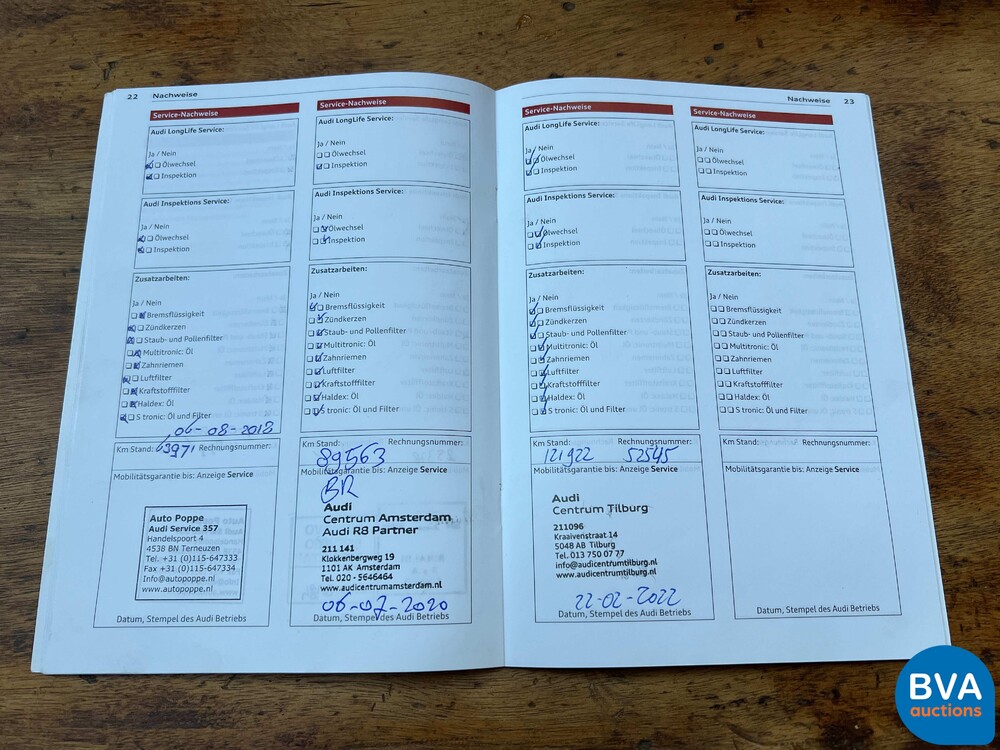 22 Nachweise
Service-Nachweise
Audi LongLife Service:
Ja / Nein
Ölwechsel
Inspektion
Audi Inspektions Service:
Ja / Nein
Ölwechsel
Inspektion
Zusatzarbeiten:
Ja / Nein
Bremsflüssigkeit
Zündkerzen
Staub- und Pollenfilter
Multitronic: Öl
Zahnriemen
Luftfilter
Kraftstofffilter
Haldex: Öl
S tronic: Öl und Filter
06-08-2018
Km Stand: Rechnungsnummer:
63971
Mobilitätsgarantie bis: Anzeige Service
Auto Poppe
Audi Service 357
Handelspoort 4
4538 BN Terneuzen
Tel. +31 (0)115-647333
Fax +31 (0)115-647334
Info@autopoppe.nl
www.autopoppe.nl
Datum, Stempel des Audi Betriebs
Service-Nachweise
Audi LongLife Service:
Ja / Nein
Ölwechsel
Inspektion
Audi Inspektions Service:
Ja / Nein
Ölwechsel
Inspektion
Zusatzarbeiten:
Ja / Nein
Bremsflüssigkeit
Zündkerzen
Staub- und Pollenfilter
Multitronic: Öl
Zahnriemen
Luftfilter
Kraftstofffilter
Haldex: Öl
S tronic: Öl und Filter
Km Stand: Rechnungsnummer:
89563
Mobilitätsgarantie bis: Anzeige Service
BR
Audi
Centrum Amsterdam
Audi R8 Partner
211 141
Klokkenbergweg 19
1101 AK Amsterdam
Tel. 020 - 5646464
www.audicentrumamsterdam.nl
06-07-2020
Datum, Stempel des Audi Betriebs
Nachweise 23
Service-Nachweise
Audi LongLife Service:
Ja / Nein
Ölwechsel
Inspektion
Audi Inspektions Service:
Ja / Nein
Ölwechsel
Inspektion
Zusatzarbeiten:
Ja / Nein
Bremsflüssigkeit
Zündkerzen
Staub- und Pollenfilter
Multitronic: Öl
Zahnriemen
Luftfilter
Kraftstofffilter
Haldex: Öl
S tronic: Öl und Filter
Km Stand: Rechnungsnummer:
121922 52545
Mobilitätsgarantie bis: Anzeige Service
Audi
Centrum Tilburg
211096
Kraaivenstraat 14
5048 AB Tilburg
Tel. 013 750 07 77
info@audicentrumtilburg.nl
www.audicentrumtilburg.nl
22-02-2022
Datum, Stempel des Audi Betriebs
Service-Nachweise
Audi LongLife Service:
Ja / Nein
Ölwechsel
Inspektion
Audi Inspektions Service:
Ja / Nein
Ölwechsel
Inspektion
Zusatzarbeiten:
Ja / Nein
Bremsflüssigkeit
Zündkerzen
Staub- und Pollenfilter
Multitronic: Öl
Zahnriemen
Luftfilter
Kraftstofffilter
Haldex: Öl
S tronic: Öl und Filter
Km Stand: Rechnungsnummer:
Mobilitätsgarantie bis: Anzeige Service
Datum, Stempel des Audi Betriebs
BVA
auctions